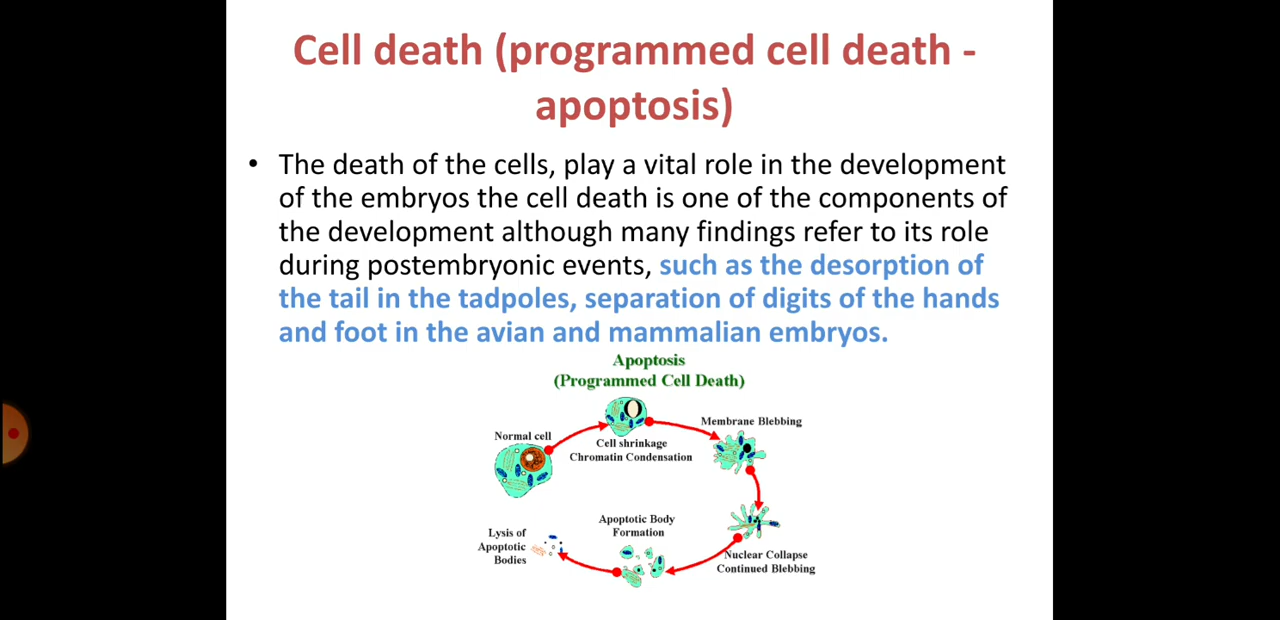 Cell death (programmed cell death -
apoptosis)
• The death of the cells, play a vital role in the development
of the embryos the cell death is one of the components of
the development although many findings refer to its role
during postembryonic events, such as the desorption of
the tail in the tadpoles, separation of digits of the hands
and foot in the avian and mammalian embryos.
Apoptosis
(Programmed Cell Death)
Normal cell
Cell shrinkage
Chromatin Condensation
Membrane Blebbing
Nuclear Collapse
Continued Blebbing
Apoptotic Body
Formation
Lysis of
Apoptotic
Bodies